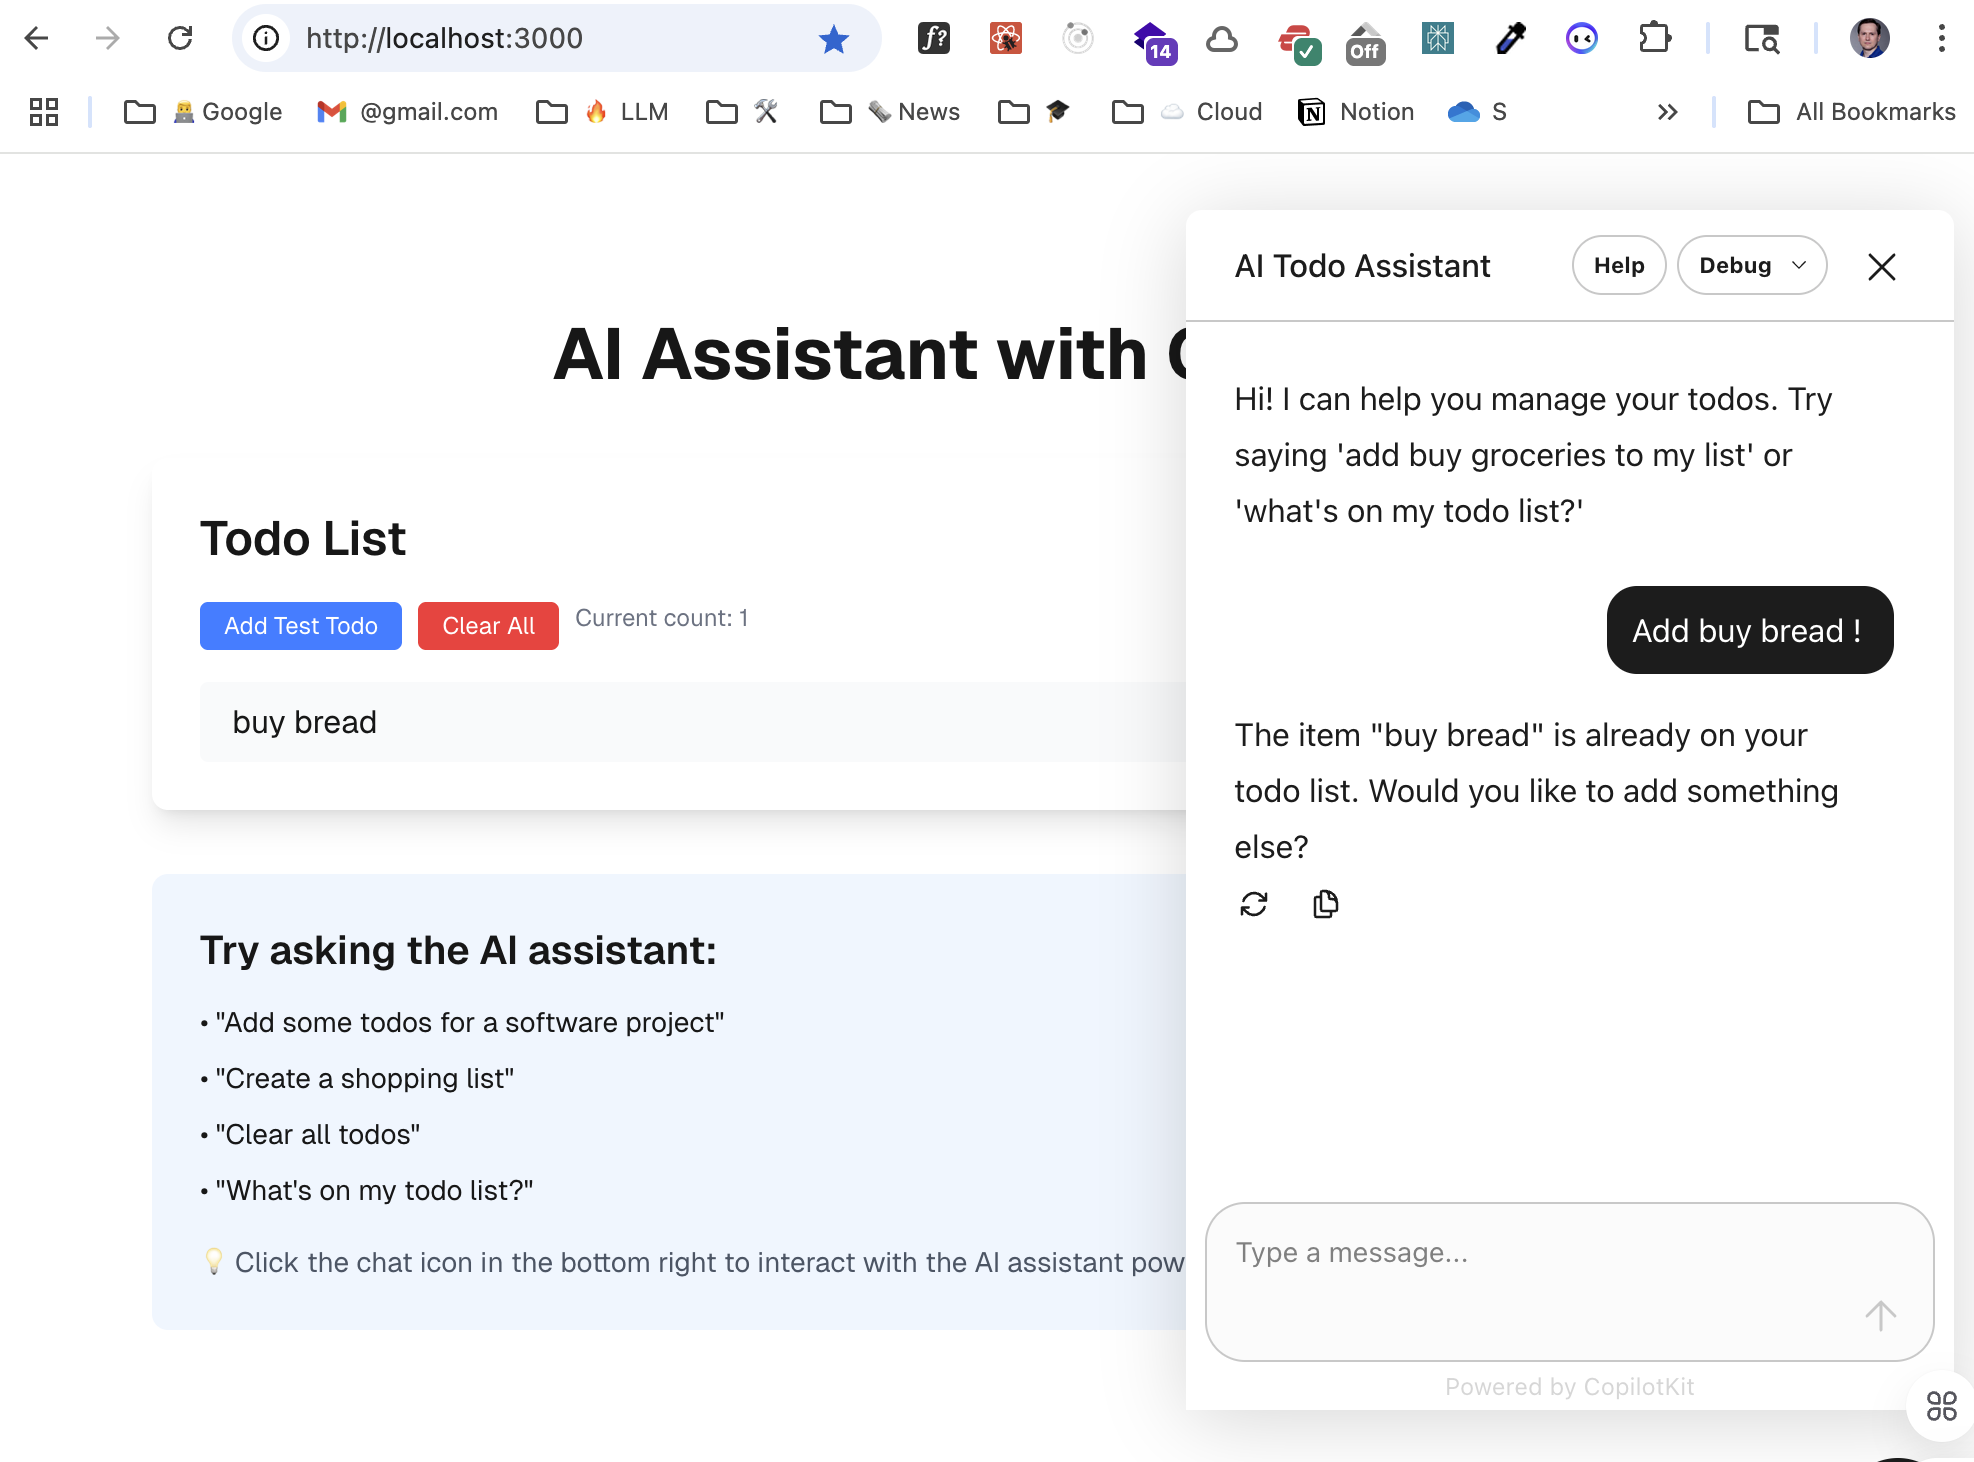 http://localhost:3000
f?
14
Off
Google
@gmail.com
LLM
News
Cloud
Notion
S
All Bookmarks
AI Assistant with
Todo List
Add Test Todo
Clear All
Current count: 1
buy bread
Try asking the AI assistant:
• "Add some todos for a software project"
• "Create a shopping list"
• "Clear all todos"
• "What's on my todo list?"
Click the chat icon in the bottom right to interact with the AI assistant pow
AI Todo Assistant
Help
Debug
Hi! I can help you manage your todos. Try
saying 'add buy groceries to my list' or
'what's on my todo list?'
Add buy bread !
The item "buy bread" is already on your
todo list. Would you like to add something
else?
Type a message...
Powered by CopilotKit